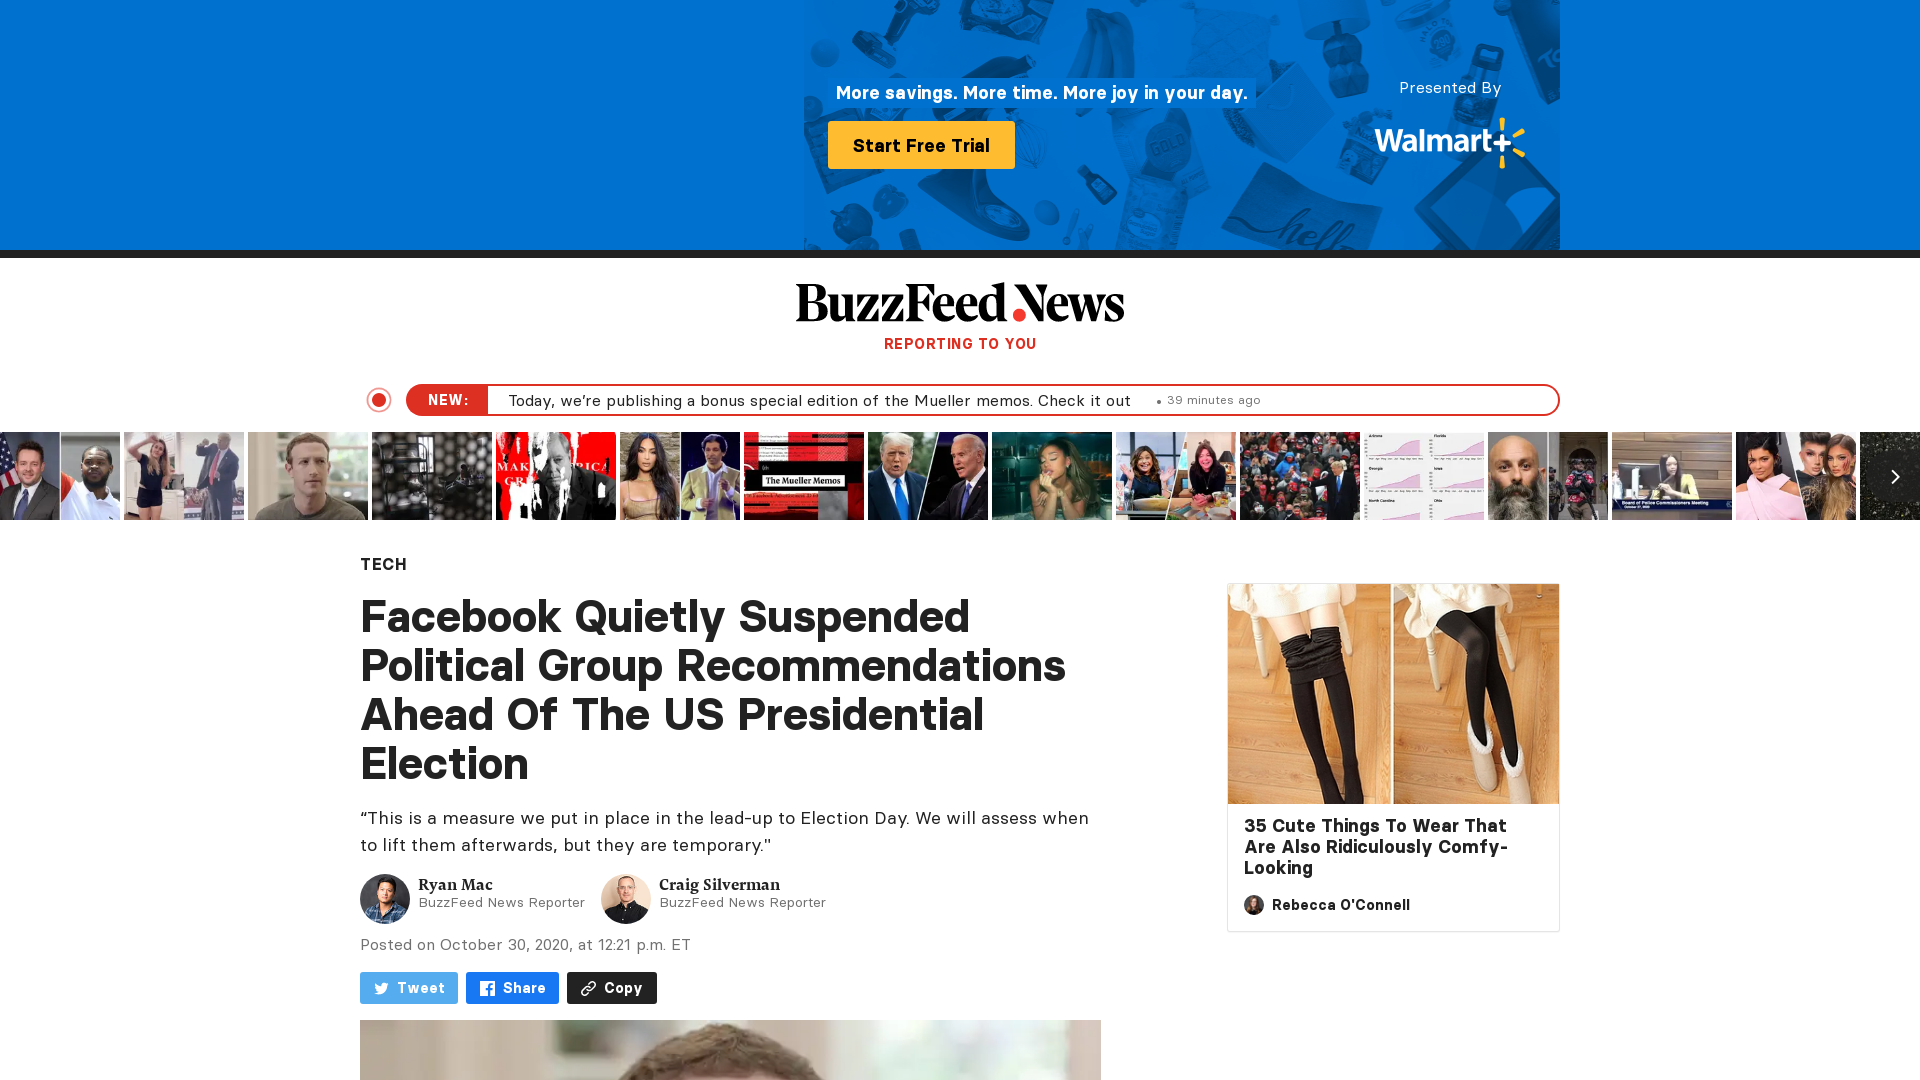 More savings. More time. More joy in your day.
Start Free Trial
Presented By
Walmart+
BuzzFeed News
REPORTING TO YOU
NEW:
Today, we’re publishing a bonus special edition of the Mueller memos. Check it out
• 39 minutes ago
The Mueller Memos
TECH
Facebook Quietly Suspended
Political Group Recommendations
Ahead Of The US Presidential
Election
“This is a measure we put in place in the lead-up to Election Day. We will assess when
to lift them afterwards, but they are temporary."
Ryan Mac
BuzzFeed News Reporter
Craig Silverman
BuzzFeed News Reporter
Posted on October 30, 2020, at 12:21 p.m. ET
Tweet
Share
Copy
35 Cute Things To Wear That
Are Also Ridiculously Comfy-
Looking
Rebecca O'Connell